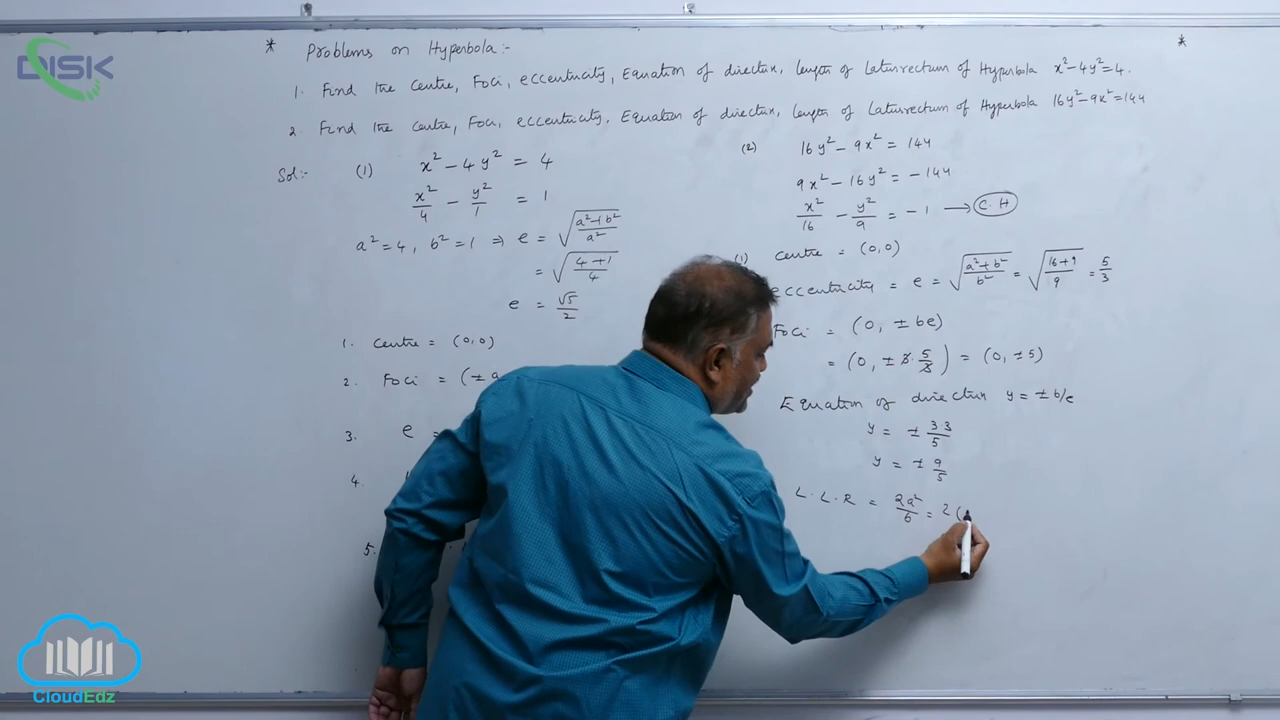 DISK
* Problems on Hyperbola:- *
1. Find the Centre, Foci, eccentricity, Equation of directrix, length of Latusrectum of Hyperbola x²-4y²=4.
2. Find the Centre, Foci, eccentricity, Equation of directrix, length of Latusrectum of Hyperbola 16y²-9x²=144
Sol:- (1) x²-4y² = 4
x²/4 - y²/1 = 1
a²=4, b²=1 ⇒ e = √((a²+b²)/a²)
= √((4+1)/4)
e = √5/2
1. Centre = (0,0)
2. Foci = (± a
3. e =
4.
5.
(2) 16y² - 9x² = 144
9x² - 16y² = -144
x²/16 - y²/9 = -1 → C.H
(1) Centre = (0,0)
eccentricity = e = √((a²+b²)/b²) = √((16+9)/9) = 5/3
Foci = (0, ± be)
= (0, ± 3 · 5/3) = (0, ±5)
Equation of directrix y = ± b/e
y = ± 3·3/5
y = ± 9/5
L.L.R = 2a²/b = 2(
CloudEdz